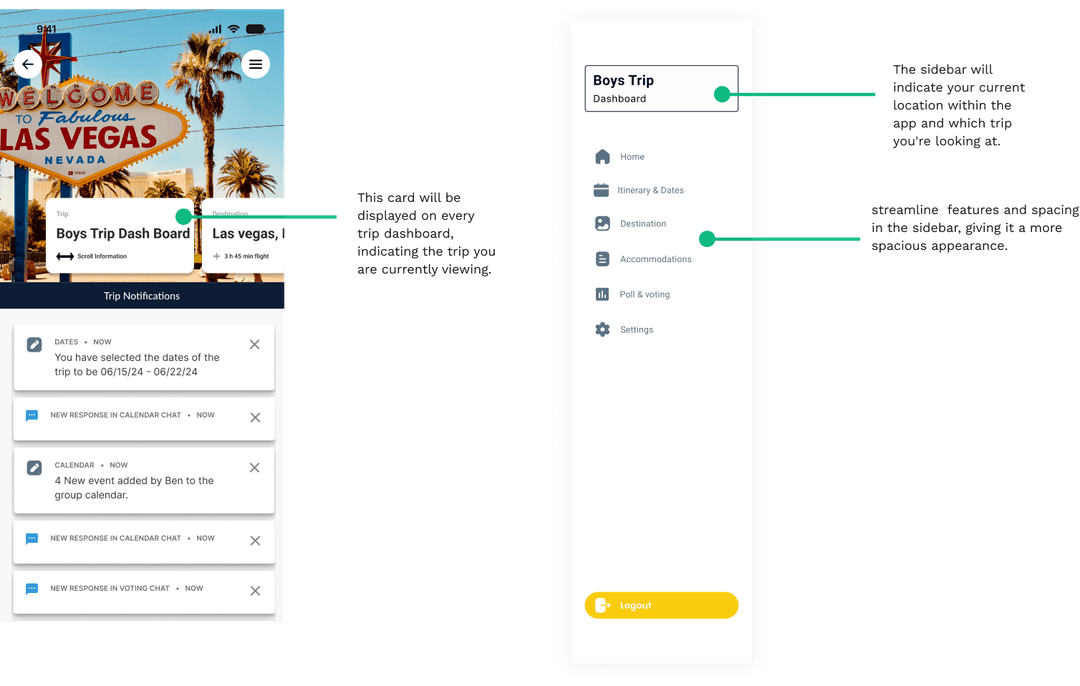 9:41
WELCOME
TO Fabulous
LAS VEGAS
NEVADA
Trip
Boys Trip Dash Board
Scroll Information
Destination
Las vegas,
3 h 45 min flight
Trip Notifications
DATES • NOW
You have selected the dates of the
trip to be 06/15/24 - 06/22/24
NEW RESPONSE IN CALENDAR CHAT • NOW
CALENDAR • NOW
4 New event added by Ben to the
group calendar.
NEW RESPONSE IN CALENDAR CHAT • NOW
NEW RESPONSE IN VOTING CHAT • NOW
This card will be
displayed on every
trip dashboard,
indicating the trip you
are currently viewing.
Boys Trip
Dashboard
Home
Itinerary & Dates
Destination
Accommodations
Poll & voting
Settings
Logout
The sidebar will
indicate your current
location within the
app and which trip
you're looking at.
streamline features and spacing
in the sidebar, giving it a more
spacious appearance.